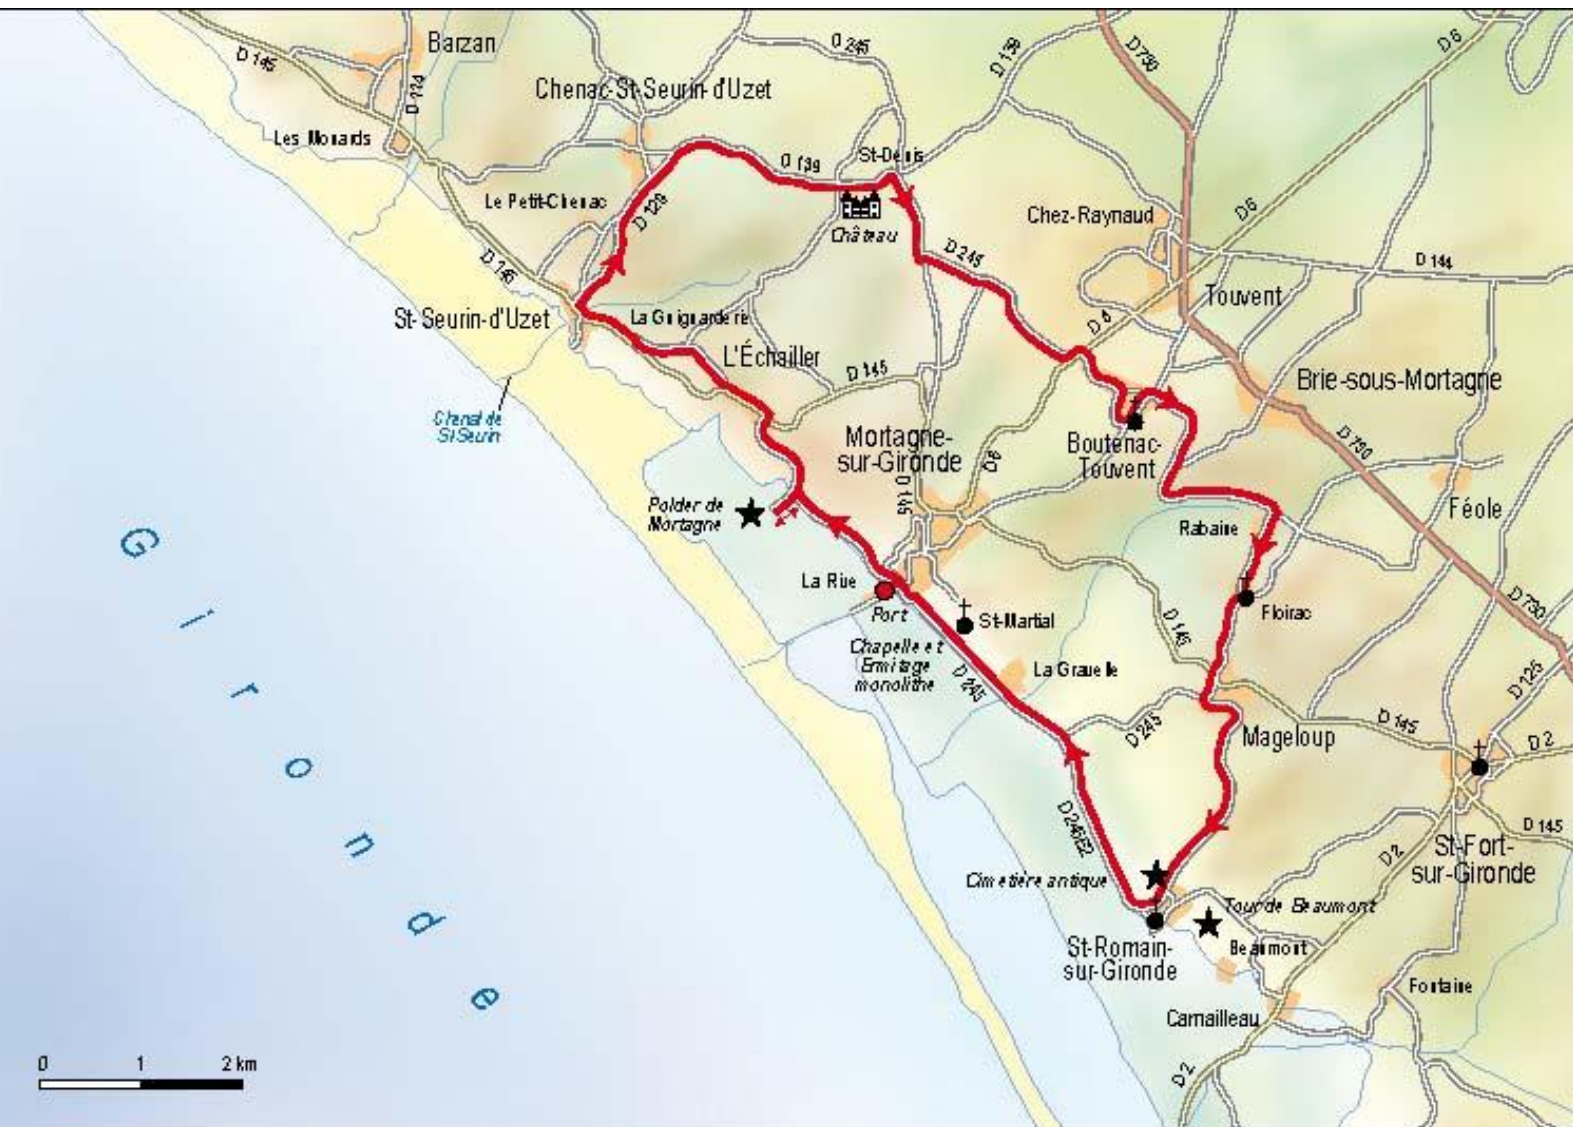 Barzan
D 145
D 124
O 245
D 139
D 730
D 6
Chenac-St-Seurin-d'Uzet
Les Monards
St-Denis
O 139
Le Petit-Chenac
D 129
Château
Chez-Raynaud
D 6
D 245
D 144
D 145
Touvent
St-Seurin-d'Uzet
La Guignarderie
D 6
L'Échailler
D 145
Brie-sous-Mortagne
Chenal de
St Seurin
Mortagne-
sur-Gironde
D 6
D 145
Boutenac-
Touvent
D 730
Féole
Polder de
Mortagne
Rabaine
Gironde
La Rive
Port
St-Martial
Floirac
D 730
D 145
Chapelle et
Ermitage
monolithe
D 245
La Gravelle
D 125
D 245
Mageloup
D 145
D 2
D 245E2
D 145
D 2
St-Fort-
sur-Gironde
Cimetière antique
Tour de Beaumont
St-Romain-
sur-Gironde
Beaumont
Fontaine
Camailleau
D 2
0 1 2 km